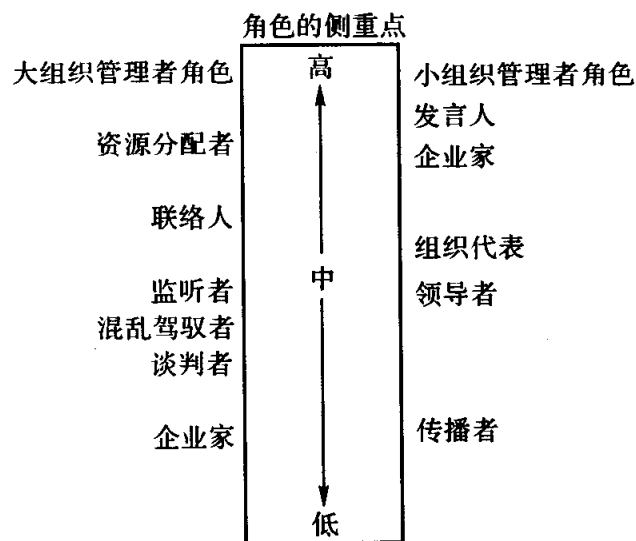 角色的侧重点
大组织管理者角色
高
小组织管理者角色
发言人
资源分配者
企业家
联络人
组织代表
中
监听者
领导者
混乱驾驭者
谈判者
企业家
传播者
低